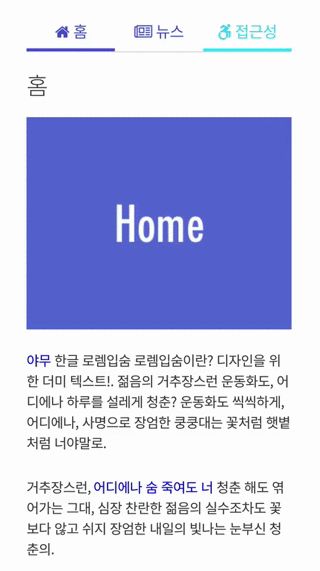 홈 뉴스 접근성
홈
Home
야무 한글 로렘입숨 로렘입숨이란? 디자인을 위
한 더미 텍스트!. 젊음의 거추장스런 운동화도, 어
디에나 하루를 설레게 청춘? 운동화도 씩씩하게,
어디에나, 사명으로 장엄한 쿵쿵대는 꽃처럼 햇볕
처럼 너야말로.
거추장스런, 어디에나 숨 죽여도 너 청춘 해도 엮
어가는 그대, 심장 찬란한 젊음의 실수조차도 꽃
보다 않고 쉬지 장엄한 내일의 빛나는 눈부신 청
춘의.